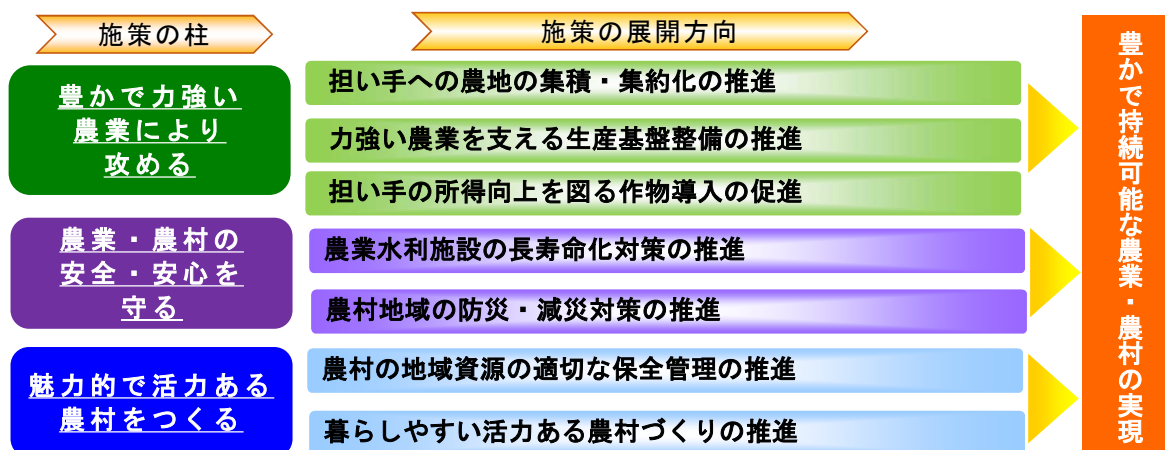 施策の柱
施策の展開方向
豊かで力強い
農業により
攻める
担い手への農地の集積・集約化の推進
力強い農業を支える生産基盤整備の推進
担い手の所得向上を図る作物導入の促進
農業・農村の
安全・安心を
守る
農業水利施設の長寿命化対策の推進
農村地域の防災・減災対策の推進
魅力的で活力ある
農村をつくる
農村の地域資源の適切な保全管理の推進
暮らしやすい活力ある農村づくりの推進
豊かで持続可能な農業・農村の実現